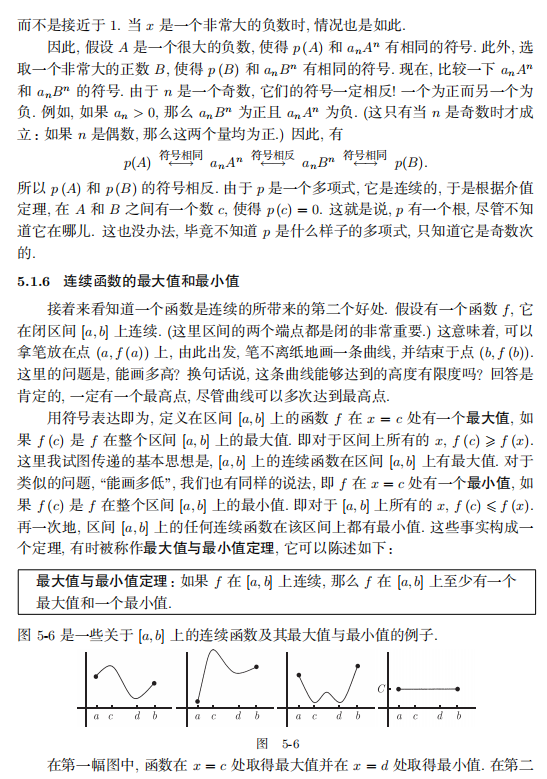 而不是接近于 1. 当 x 是一个非常大的负数时, 情况也是如此.
因此, 假设 A 是一个很大的负数, 使得 p(A) 和 aₙAⁿ 有相同的符号. 此外, 选
取一个非常大的正数 B, 使得 p(B) 和 aₙBⁿ 有相同的符号. 现在, 比较一下 aₙAⁿ
和 aₙBⁿ 的符号. 由于 n 是一个奇数, 它们的符号一定相反! 一个为正而另一个为
负. 例如, 如果 aₙ > 0, 那么 aₙBⁿ 为正且 aₙAⁿ 为负. (这只有当 n 是奇数时才成
立: 如果 n 是偶数, 那么这两个量均为正.) 因此, 有
p(A) 符号相同⟷ aₙAⁿ 符号相反⟷ aₙBⁿ 符号相同⟷ p(B).
所以 p(A) 和 p(B) 的符号相反. 由于 p 是一个多项式, 它是连续的, 于是根据介值
定理, 在 A 和 B 之间有一个数 c, 使得 p(c) = 0. 这就是说, p 有一个根, 尽管不知
道它在哪儿. 这也没办法, 毕竟不知道 p 是什么样子的多项式, 只知道它是奇数次
的.
5.1.6 连续函数的最大值和最小值
接着来看知道一个函数是连续的所带来的第二个好处. 假设有一个函数 f, 它
在闭区间 [a, b] 上连续. (这里区间的两个端点都是闭的非常重要.) 这意味着, 可以
拿笔放在点 (a, f(a)) 上, 由此出发, 笔不离纸地画一条曲线, 并结束于点 (b, f(b)).
这里的问题是, 能画多高? 换句话说, 这条曲线能够达到的高度有限度吗? 回答是
肯定的, 一定有一个最高点, 尽管曲线可以多次达到最高点.
用符号表达即为, 定义在区间 [a, b] 上的函数 f 在 x = c 处有一个最大值, 如
果 f(c) 是 f 在整个区间 [a, b] 上的最大值. 即对于区间上所有的 x, f(c) ⩾ f(x).
这里我试图传递的基本思想是, [a, b] 上的连续函数在区间 [a, b] 上有最大值. 对于
类似的问题, “能画多低”, 我们也有同样的说法, 即 f 在 x = c 处有一个最小值, 如
果 f(c) 是 f 在整个区间 [a, b] 上的最小值. 即对于 [a, b] 上所有的 x, f(c) ⩽ f(x).
再一次地, 区间 [a, b] 上的任何连续函数在该区间上都有最小值. 这些事实构成一
个定理, 有时被称作最大值与最小值定理, 它可以陈述如下:
最大值与最小值定理: 如果 f 在 [a, b] 上连续, 那么 f 在 [a, b] 上至少有一个
最大值和一个最小值.
图 5-6 是一些关于 [a, b] 上的连续函数及其最大值与最小值的例子.
C
a c d b a c d b a c d b a c d b
图 5-6
在第一幅图中, 函数在 x = c 处取得最大值并在 x = d 处取得最小值. 在第二